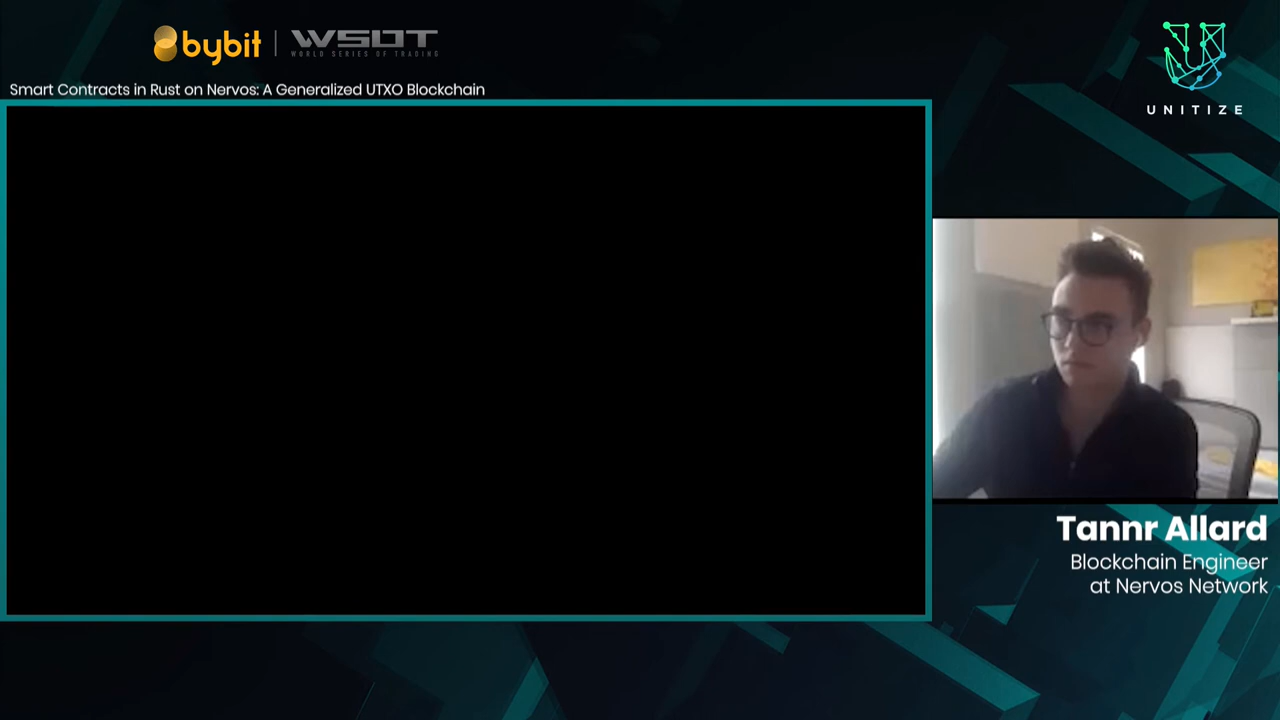 bybit
WSOT
WORLD SERIES OF TRADING
Smart Contracts in Rust on Nervos: A Generalized UTXO Blockchain
UNITIZE
Tannr Allard
Blockchain Engineer
at Nervos Network